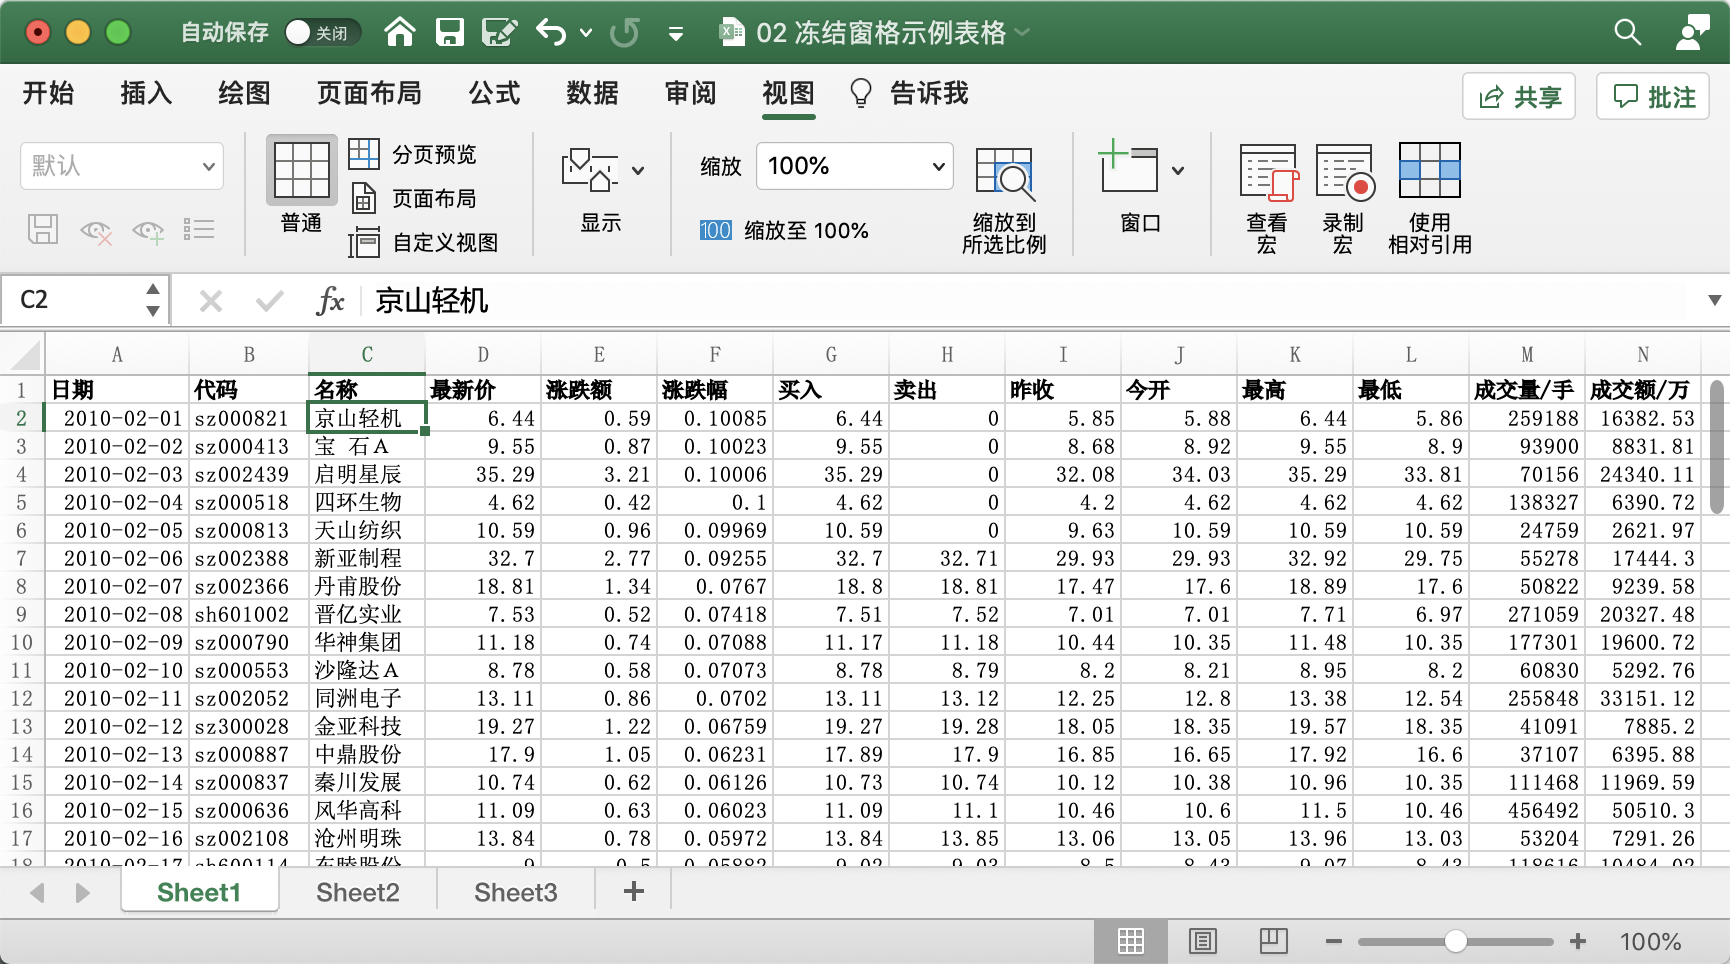 自动保存 关闭 02 冻结窗格示例表格
开始 插入 绘图 页面布局 公式 数据 审阅 视图 告诉我 共享 批注
默认 普通 分页预览 页面布局 自定义视图 显示 缩放 100% 100 缩放至 100% 缩放到 所选比例 窗口 查看 宏 录制 宏 使用 相对引用
C2 fx 京山轻机
A B C D E F G H I J K L M N
1 日期 代码 名称 最新价 涨跌额 涨跌幅 买入 卖出 昨收 今开 最高 最低 成交量/手 成交额/万
2 2010-02-01 sz000821 京山轻机 6.44 0.59 0.10085 6.44 0 5.85 5.88 6.44 5.86 259188 16382.53
3 2010-02-02 sz000413 宝 石A 9.55 0.87 0.10023 9.55 0 8.68 8.92 9.55 8.9 93900 8831.81
4 2010-02-03 sz002439 启明星辰 35.29 3.21 0.10006 35.29 0 32.08 34.03 35.29 33.81 70156 24340.11
5 2010-02-04 sz000518 四环生物 4.62 0.42 0.1 4.62 0 4.2 4.62 4.62 4.62 138327 6390.72
6 2010-02-05 sz000813 天山纺织 10.59 0.96 0.09969 10.59 0 9.63 10.59 10.59 10.59 24759 2621.97
7 2010-02-06 sz002388 新亚制程 32.7 2.77 0.09255 32.7 32.71 29.93 29.93 32.92 29.75 55278 17444.3
8 2010-02-07 sz002366 丹甫股份 18.81 1.34 0.0767 18.8 18.81 17.47 17.6 18.89 17.6 50822 9239.58
9 2010-02-08 sh601002 晋亿实业 7.53 0.52 0.07418 7.51 7.52 7.01 7.01 7.71 6.97 271059 20327.48
10 2010-02-09 sz000790 华神集团 11.18 0.74 0.07088 11.17 11.18 10.44 10.35 11.48 10.35 177301 19600.72
11 2010-02-10 sz000553 沙隆达A 8.78 0.58 0.07073 8.78 8.79 8.2 8.21 8.95 8.2 60830 5292.76
12 2010-02-11 sz002052 同洲电子 13.11 0.86 0.0702 13.11 13.12 12.25 12.8 13.38 12.54 255848 33151.12
13 2010-02-12 sz300028 金亚科技 19.27 1.22 0.06759 19.27 19.28 18.05 18.35 19.57 18.35 41091 7885.2
14 2010-02-13 sz000887 中鼎股份 17.9 1.05 0.06231 17.89 17.9 16.85 16.65 17.92 16.6 37107 6395.88
15 2010-02-14 sz000837 秦川发展 10.74 0.62 0.06126 10.73 10.74 10.12 10.38 10.96 10.35 111468 11969.59
16 2010-02-15 sz000636 风华高科 11.09 0.63 0.06023 11.09 11.1 10.46 10.6 11.5 10.46 456492 50510.3
17 2010-02-16 sz002108 沧州明珠 13.84 0.78 0.05972 13.84 13.85 13.06 13.05 13.96 13.03 53204 7291.26
18 2010-02-17 sh600114 东睦股份 9 0.5 0.05882 9.02 9.03 8.5 8.43 9.07 8.43 118616 10484.02
Sheet1 Sheet2 Sheet3
100%